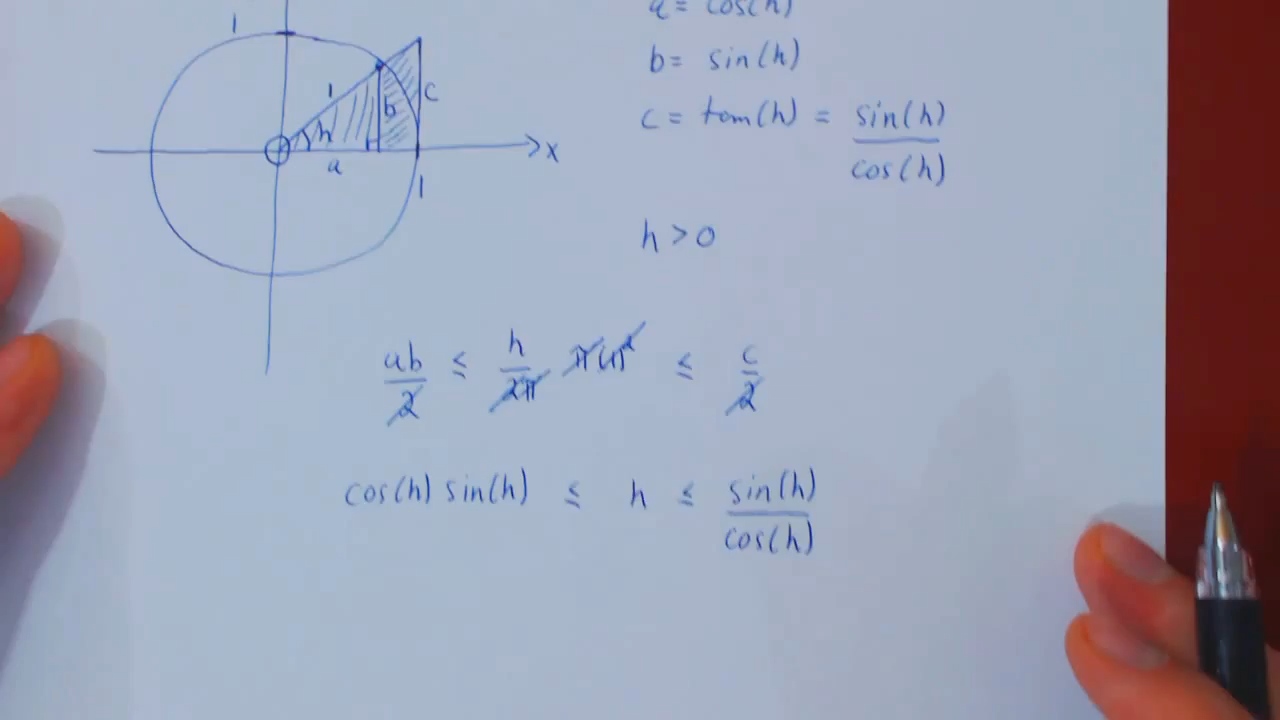 1
a = cos(h)
b = sin(h)
1
b
c
c = tan(h) = sin(h)/cos(h)
h
a
x
1
h > 0
ab/2 ≤ h/2π π(1)² ≤ c/2
cos(h) sin(h) ≤ h ≤ sin(h)/cos(h)